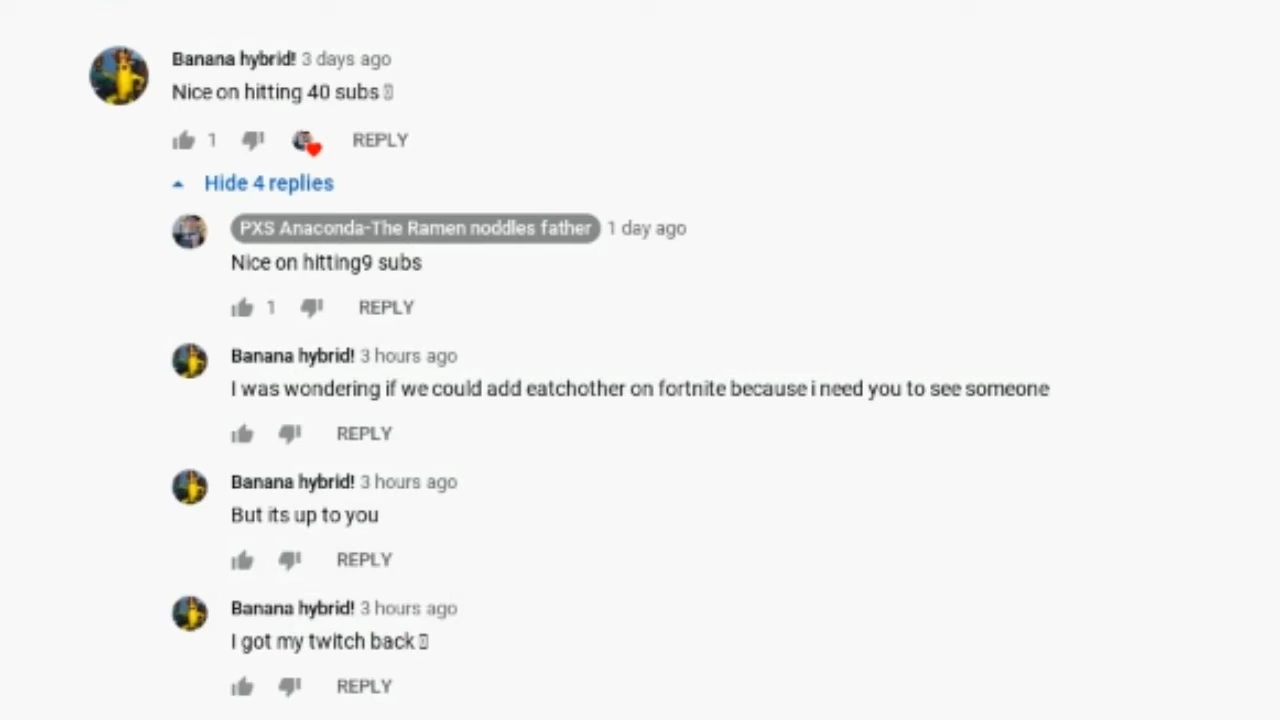 Banana hybrid! 3 days ago
Nice on hitting 40 subs
1 REPLY
Hide 4 replies
PXS Anaconda-The Ramen noddles father 1 day ago
Nice on hitting9 subs
1 REPLY
Banana hybrid! 3 hours ago
I was wondering if we could add eatchother on fortnite because i need you to see someone
REPLY
Banana hybrid! 3 hours ago
But its up to you
REPLY
Banana hybrid! 3 hours ago
I got my twitch back
REPLY